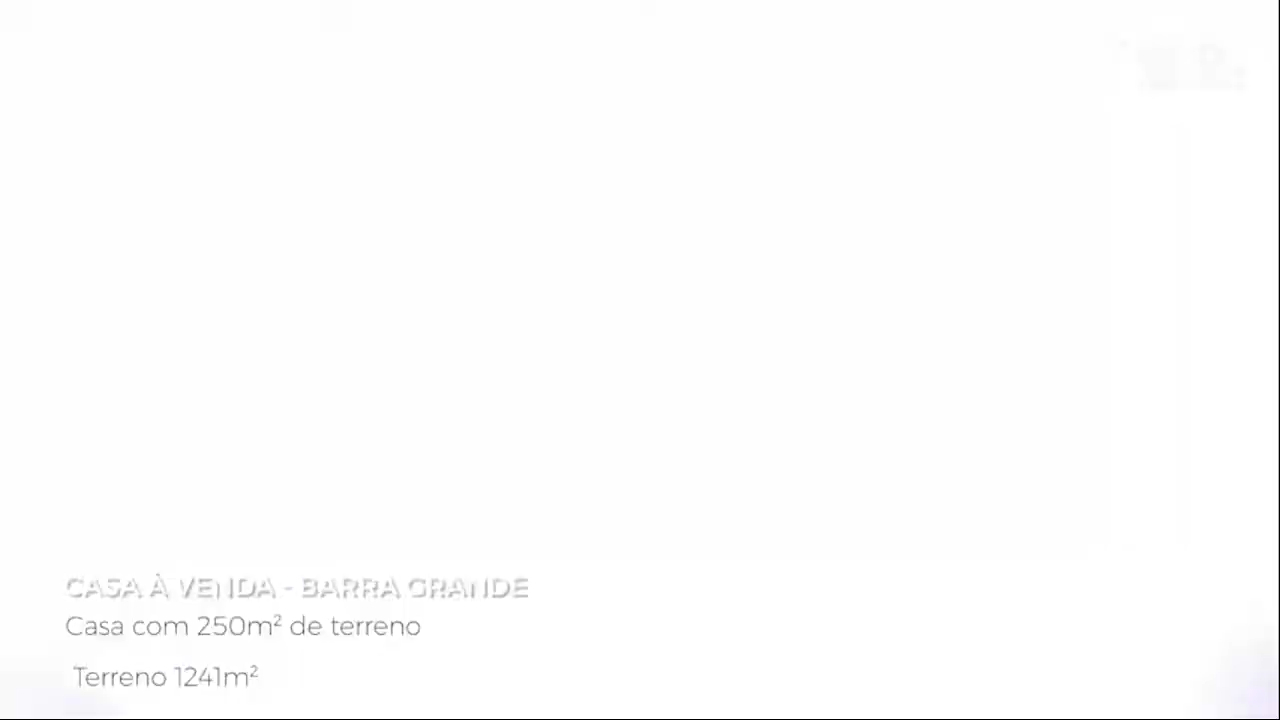 CASA À VENDA - BARRA GRANDE
Casa com 250m² de terreno
Terreno 1241m²